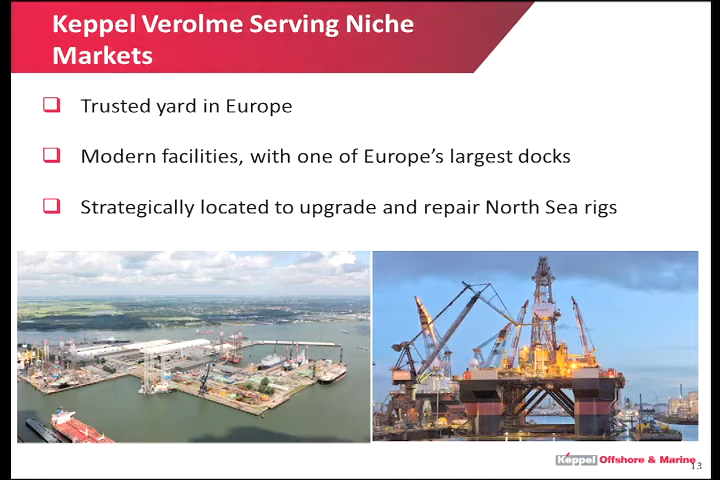 Keppel Verolme Serving Niche
Markets
Trusted yard in Europe
Modern facilities, with one of Europe's largest docks
Strategically located to upgrade and repair North Sea rigs
Keppel Offshore & Marine
13